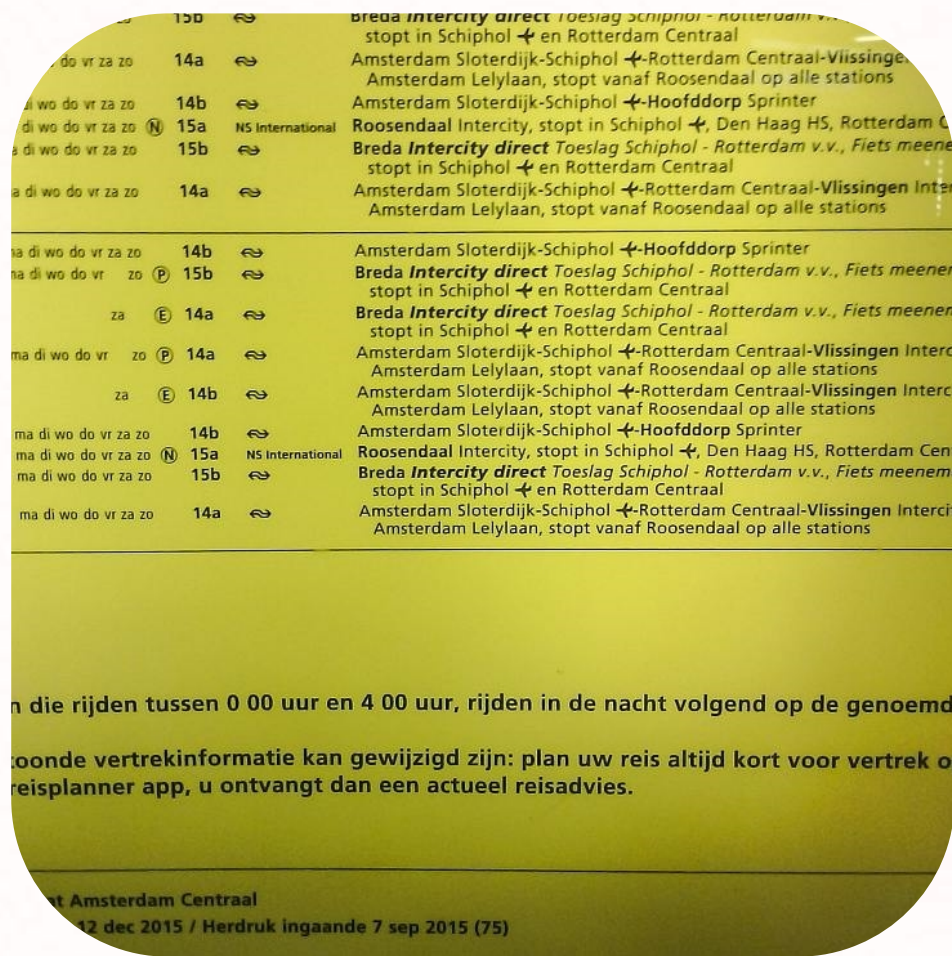 15b Breda Intercity direct Toeslag Schiphol - Rotterdam
stopt in Schiphol en Rotterdam Centraal
do vr za zo 14a Amsterdam Sloterdijk-Schiphol -Rotterdam Centraal-Vlissinge
Amsterdam Lelylaan, stopt vanaf Roosendaal op alle stations
di wo do vr za zo 14b Amsterdam Sloterdijk-Schiphol -Hoofddorp Sprinter
di wo do vr za zo N 15a NS International Roosendaal Intercity, stopt in Schiphol , Den Haag HS, Rotterdam C
a di wo do vr za zo 15b Breda Intercity direct Toeslag Schiphol - Rotterdam v.v., Fiets meene
stopt in Schiphol en Rotterdam Centraal
a di wo do vr za zo 14a Amsterdam Sloterdijk-Schiphol -Rotterdam Centraal-Vlissingen Inter
Amsterdam Lelylaan, stopt vanaf Roosendaal op alle stations
na di wo do vr za zo 14b Amsterdam Sloterdijk-Schiphol -Hoofddorp Sprinter
na di wo do vr zo P 15b Breda Intercity direct Toeslag Schiphol - Rotterdam v.v., Fiets meenem
stopt in Schiphol en Rotterdam Centraal
za E 14a Breda Intercity direct Toeslag Schiphol - Rotterdam v.v., Fiets meenem
stopt in Schiphol en Rotterdam Centraal
ma di wo do vr zo P 14a Amsterdam Sloterdijk-Schiphol -Rotterdam Centraal-Vlissingen Interc
Amsterdam Lelylaan, stopt vanaf Roosendaal op alle stations
za E 14b Amsterdam Sloterdijk-Schiphol -Rotterdam Centraal-Vlissingen Interc
Amsterdam Lelylaan, stopt vanaf Roosendaal op alle stations
ma di wo do vr za zo 14b Amsterdam Sloterdijk-Schiphol -Hoofddorp Sprinter
ma di wo do vr za zo N 15a NS International Roosendaal Intercity, stopt in Schiphol , Den Haag HS, Rotterdam Cen
ma di wo do vr za zo 15b Breda Intercity direct Toeslag Schiphol - Rotterdam v.v., Fiets meenem
stopt in Schiphol en Rotterdam Centraal
ma di wo do vr za zo 14a Amsterdam Sloterdijk-Schiphol -Rotterdam Centraal-Vlissingen Intercit
Amsterdam Lelylaan, stopt vanaf Roosendaal op alle stations
n die rijden tussen 0 00 uur en 4 00 uur, rijden in de nacht volgend op de genoemd
toonde vertrekinformatie kan gewijzigd zijn: plan uw reis altijd kort voor vertrek o
reisplanner app, u ontvangt dan een actueel reisadvies.
at Amsterdam Centraal
12 dec 2015 / Herdruk ingaande 7 sep 2015 (75)